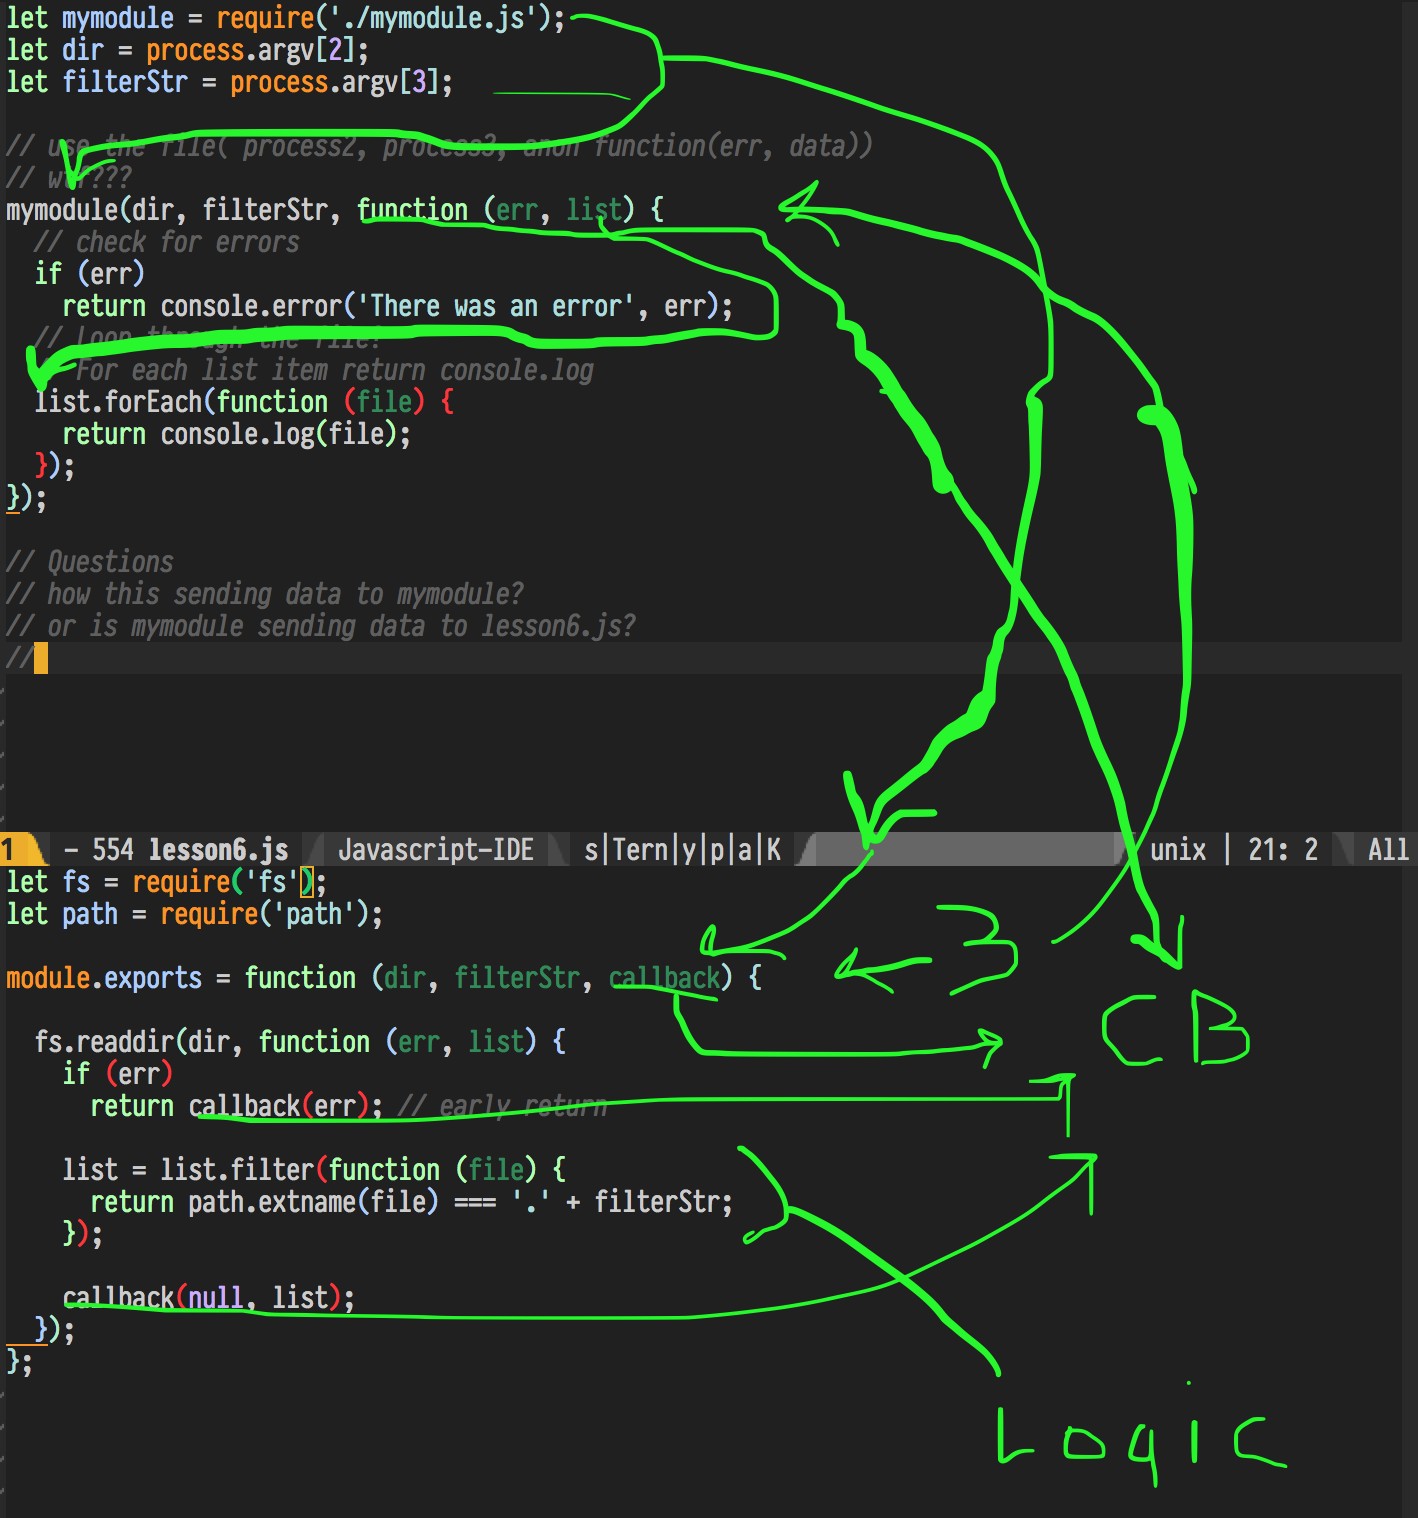 let mymodule = require('./mymodule.js');
let dir = process.argv[2];
let filterStr = process.argv[3];
// use the file( process2, process3, anon function(err, data))
// wtf???
mymodule(dir, filterStr, function (err, list) {
  // check for errors
  if (err)
    return console.error('There was an error', err);
    // Loop through the file!
    // For each list item return console.log
  list.forEach(function (file) {
    return console.log(file);
  });
});
// Questions
// how this sending data to mymodule?
// or is mymodule sending data to lesson6.js?
//
1 - 554 lesson6.js Javascript-IDE s|Tern|y|p|a|K unix | 21: 2 All
let fs = require('fs');
let path = require('path');
3
module.exports = function (dir, filterStr, callback) {
CB
  fs.readdir(dir, function (err, list) {
    if (err)
      return callback(err); // early return
    list = list.filter(function (file) {
      return path.extname(file) === '.' + filterStr;
    });
    callback(null, list);
  });
};
Logic